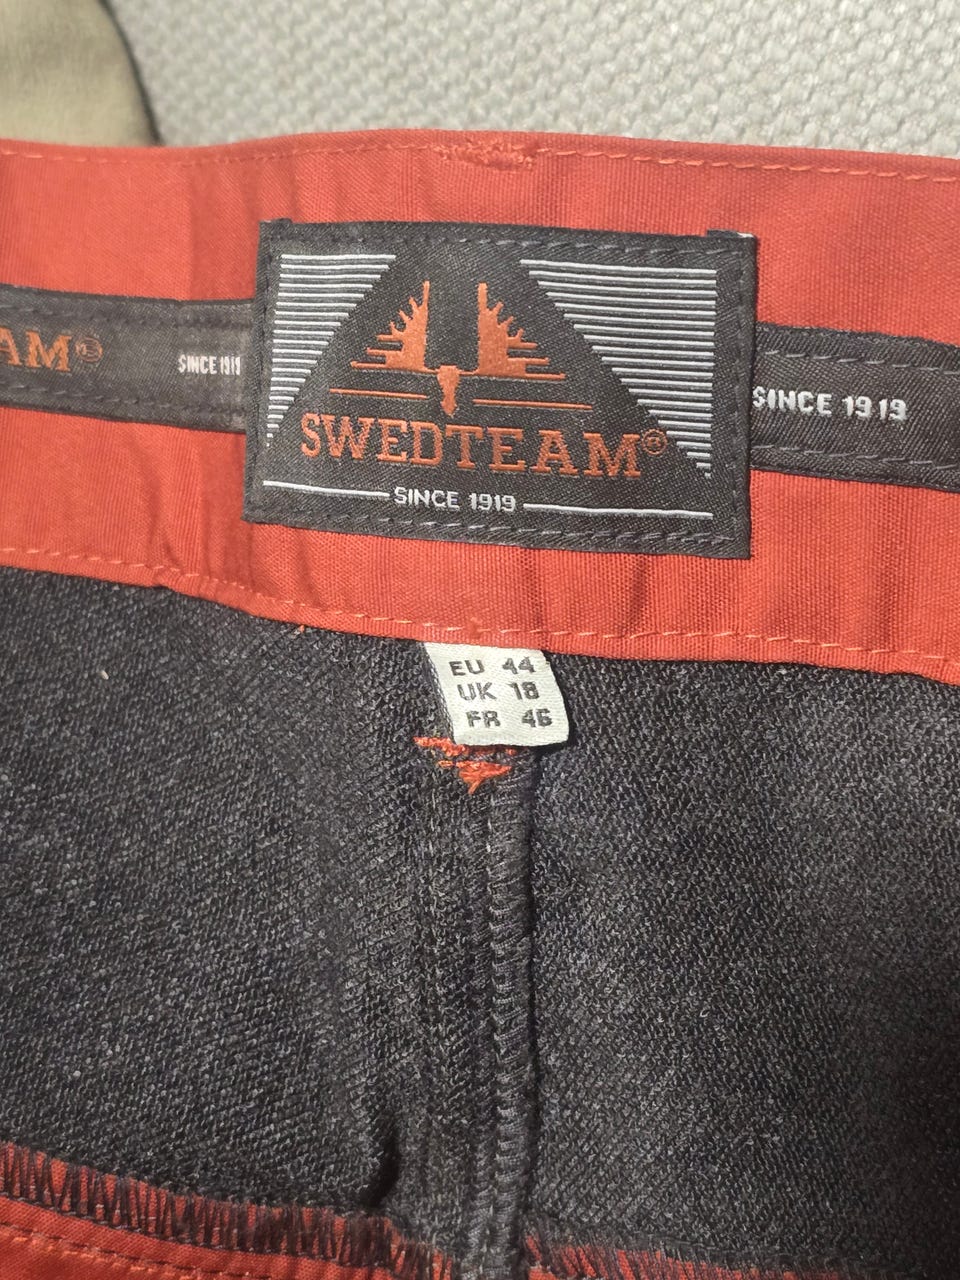 AM®
SINCE 1919
SWEDTEAM®
SINCE 1919
SINCE 1919
EU 44
UK 18
FR 46